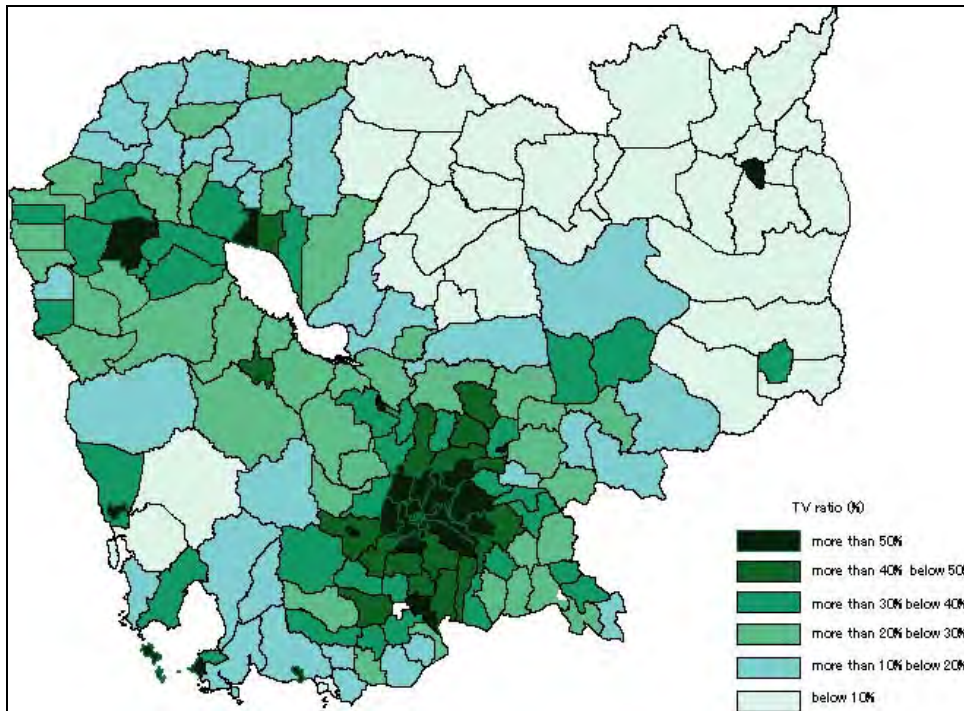 TV ratio (%)
more than 50%
more than 40% below 50%
more than 30% below 40%
more than 20% below 30%
more than 10% below 20%
below 10%